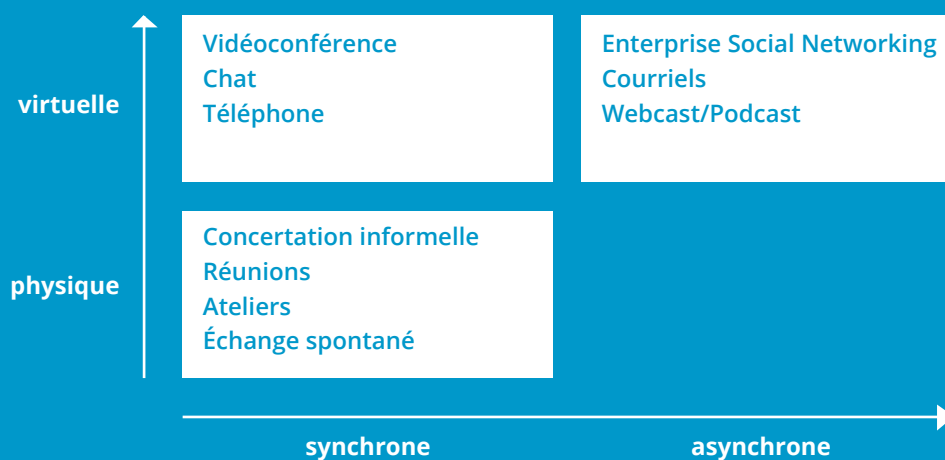 virtuelle
Vidéoconférence
Chat
Téléphone
Enterprise Social Networking
Courriels
Webcast/Podcast
physique
Concertation informelle
Réunions
Ateliers
Échange spontané
synchrone
asynchrone